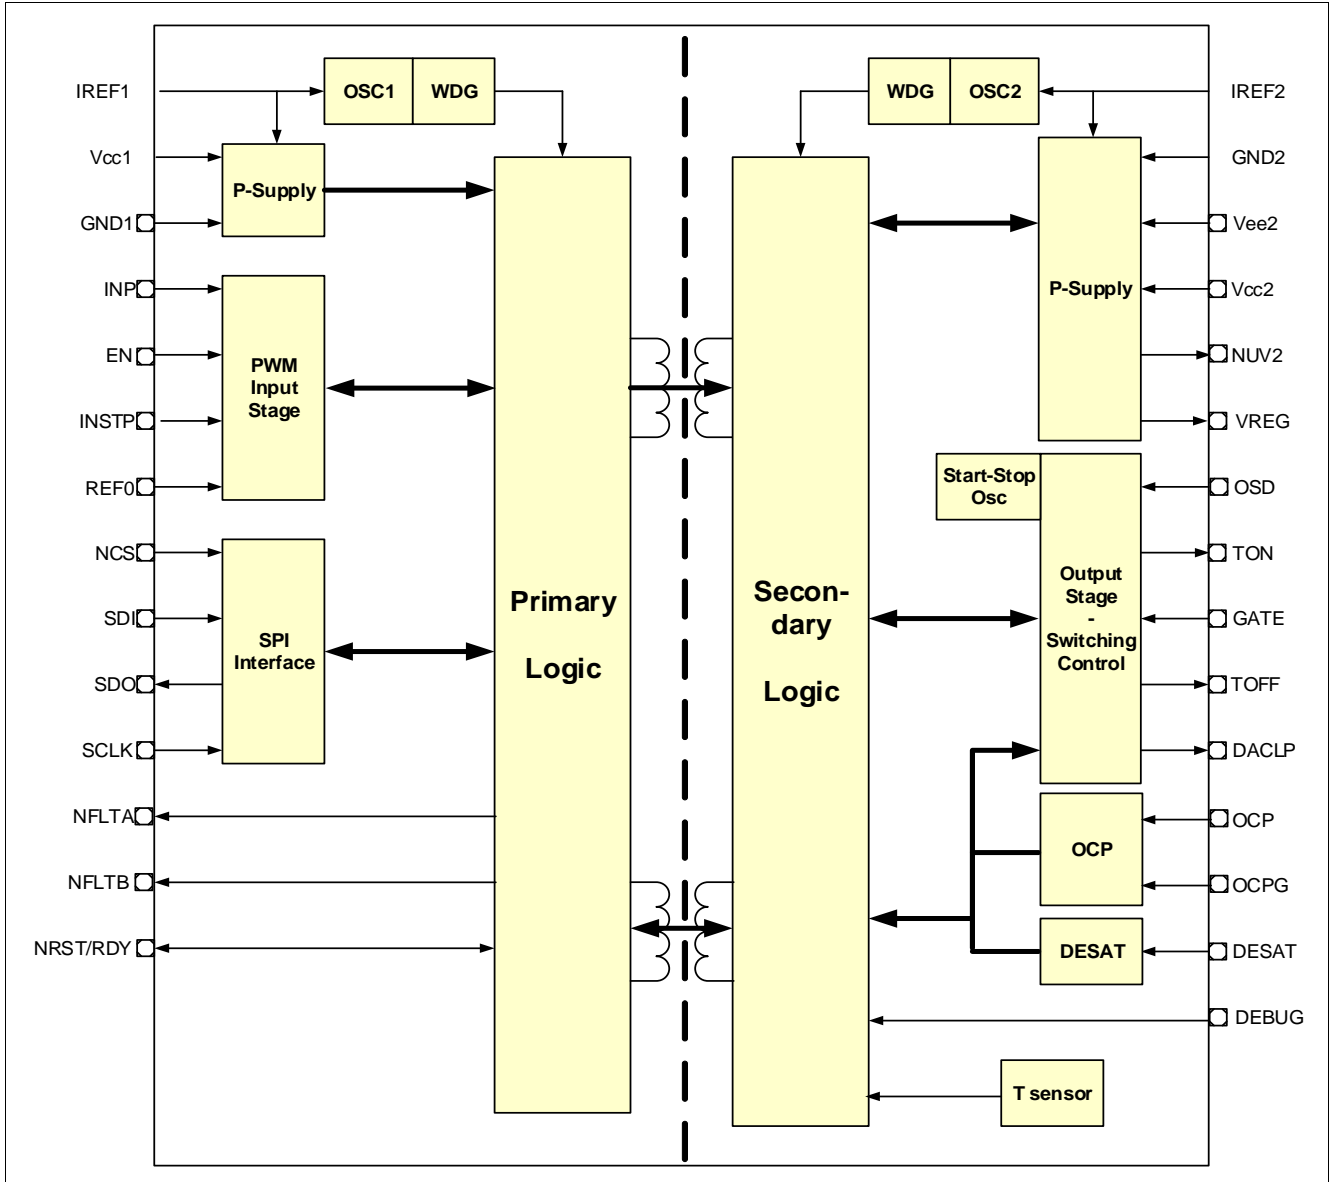 IREF1
OSC1
WDG
WDG
OSC2
IREF2
Vcc1
GND2
P-Supply
GND1
Vee2
INP
P-Supply
Vcc2
EN
PWM
Input
Stage
NUV2
INSTP
VREG
REF0
Start-Stop
Osc
OSD
NCS
TON
Output
Stage
-
Switching
Control
Primary
Logic
Secon-
dary
Logic
SDI
GATE
SPI
Interface
SDO
TOFF
SCLK
DACLP
NFLTA
OCP
OCP
NFLTB
OCPG
NRST/RDY
DESAT
DESAT
DEBUG
T sensor